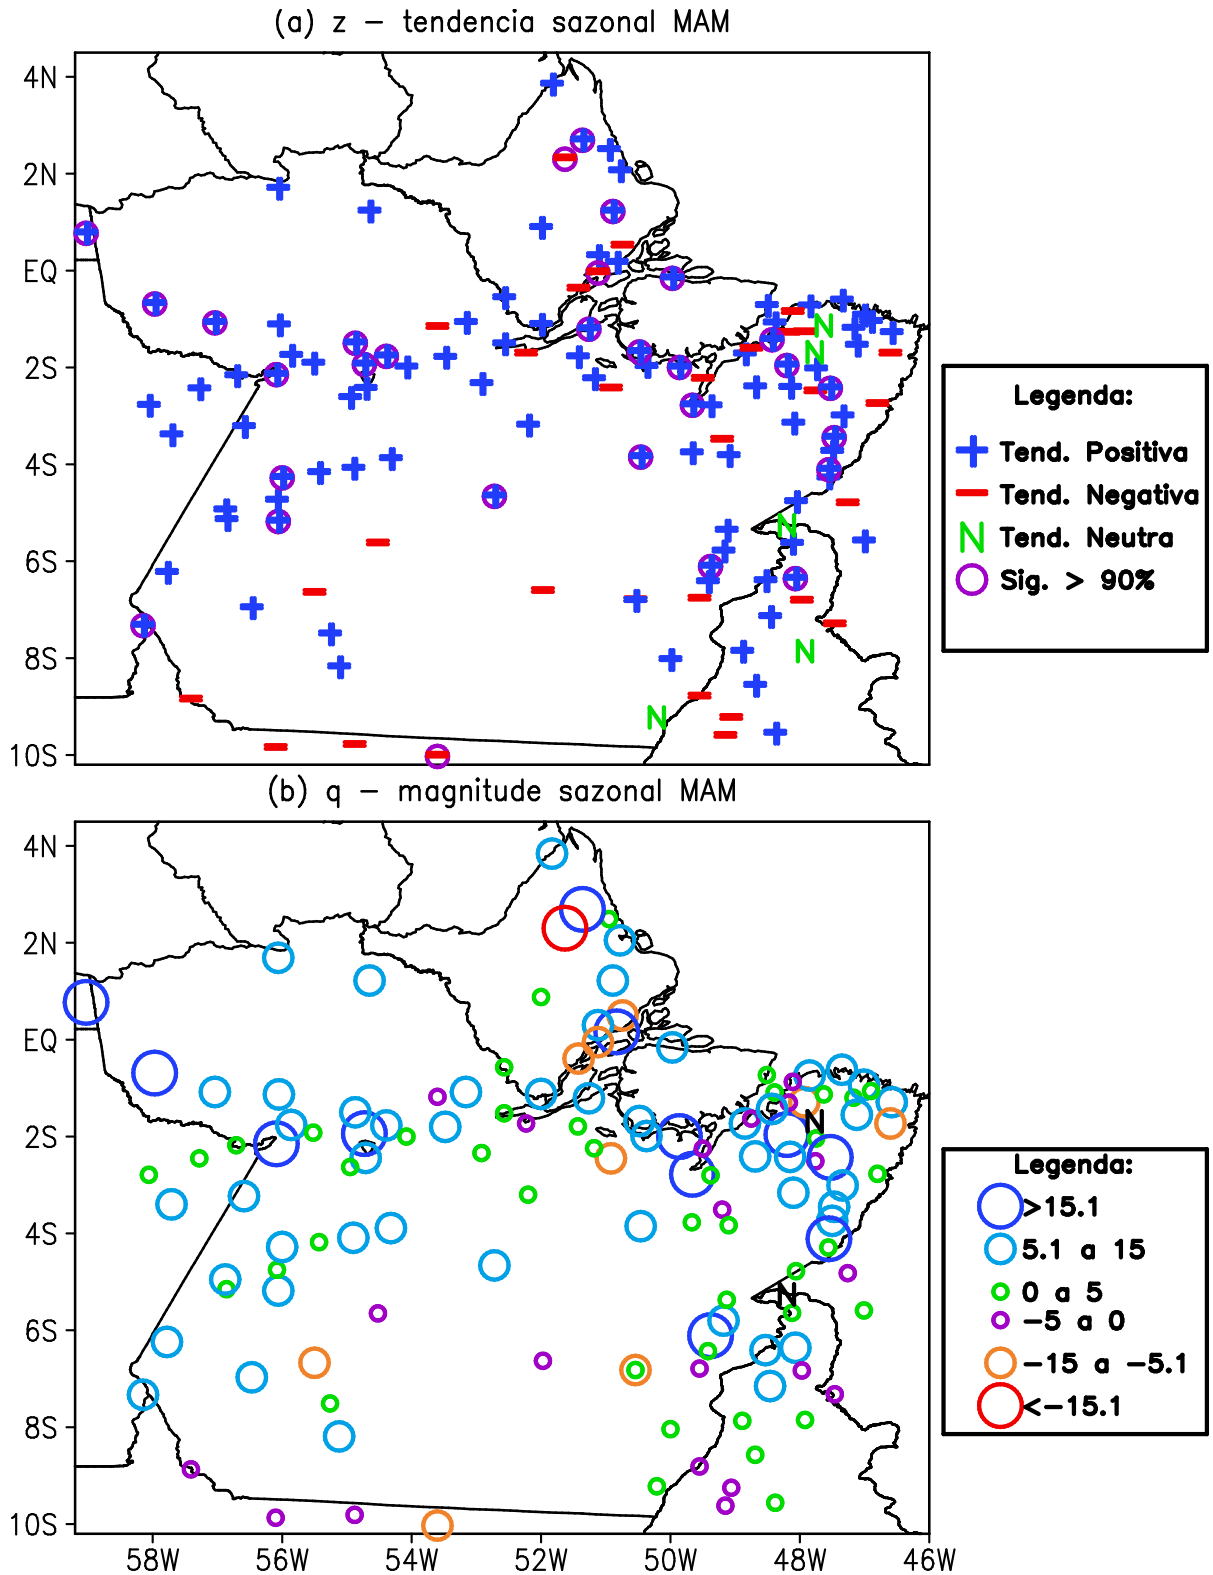 (a) z – tendencia sazonal MAM
4N
2N
EQ
2S
4S
6S
8S
10S
N
N
N
N
N
Legenda:
Tend. Positiva
Tend. Negativa
N Tend. Neutra
Sig. > 90%
(b) q – magnitude sazonal MAM
4N
2N
EQ
2S
4S
6S
8S
10S
N
N
58W 56W 54W 52W 50W 48W 46W
Legenda:
>15.1
5.1 a 15
0 a 5
–5 a 0
–15 a –5.1
<–15.1